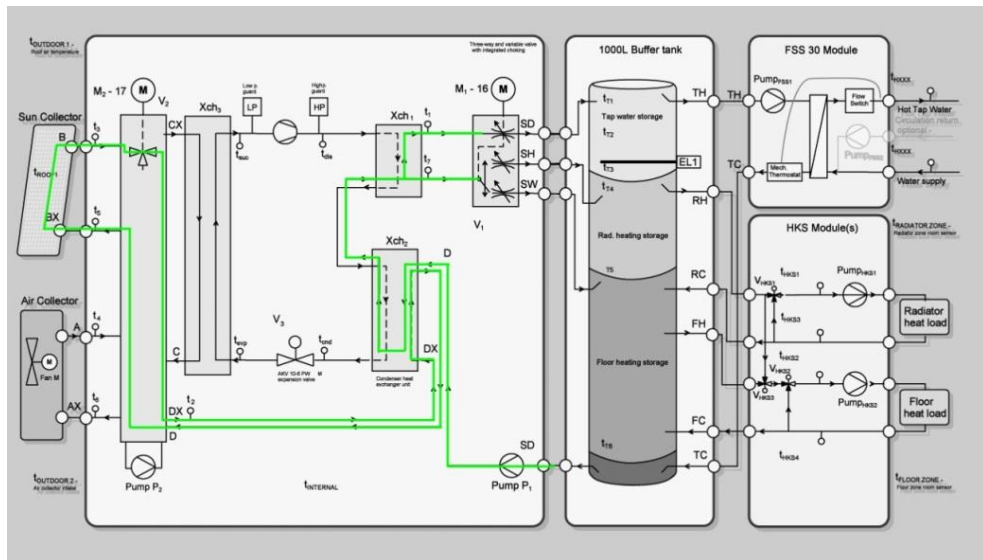 tOUTDOOR.1.-
Roof air temperature
Sun Collector
B
t3
tROOF1
BX
t5
Air Collector
A
t4
M
Fan M
AX
t6
tOUTDOOR.2.-
Air collector intake
M2 - 17
M
V2
CX
Xch3
Low p.
guard
LP
High p.
guard
HP
tsuc
tdis
Xch1
t1
t7
Three-way and variable valve
with integrated choking
M1 - 16
M
SD
SH
SW
V1
Xch2
D
DX
Condenser heat
exchanger unit
V3
tevp
tcnd
AKV 10-6 PW M
expansion valve
C
DX
t2
D
Pump P2
tINTERNAL
SD
Pump P1
1000L Buffer tank
tT1
Tap water storage
tT2
EL1
tT3
tT4
Rad. heating storage
T5
Floor heating storage
tT6
TH
RH
RC
FH
FC
TC
FSS 30 Module
TH
TC
PumpFSS1
Flow
Switch
Mech.
Thermostat
PumpFSS2
tHXXX
Hot Tap Water
Circulation return
optional.-
tHXXX
Water supply
HKS Module(s)
VHKS1
tHKS1
PumpHKS1
tHKS3
Radiator
heat load
tHKS2
VHKS2
VHKS3
PumpHKS2
Floor
heat load
tHKS4
tRADIATOR.ZONE.-
Radiator zone room sensor
tFLOOR.ZONE.-
Floor zone room sensor